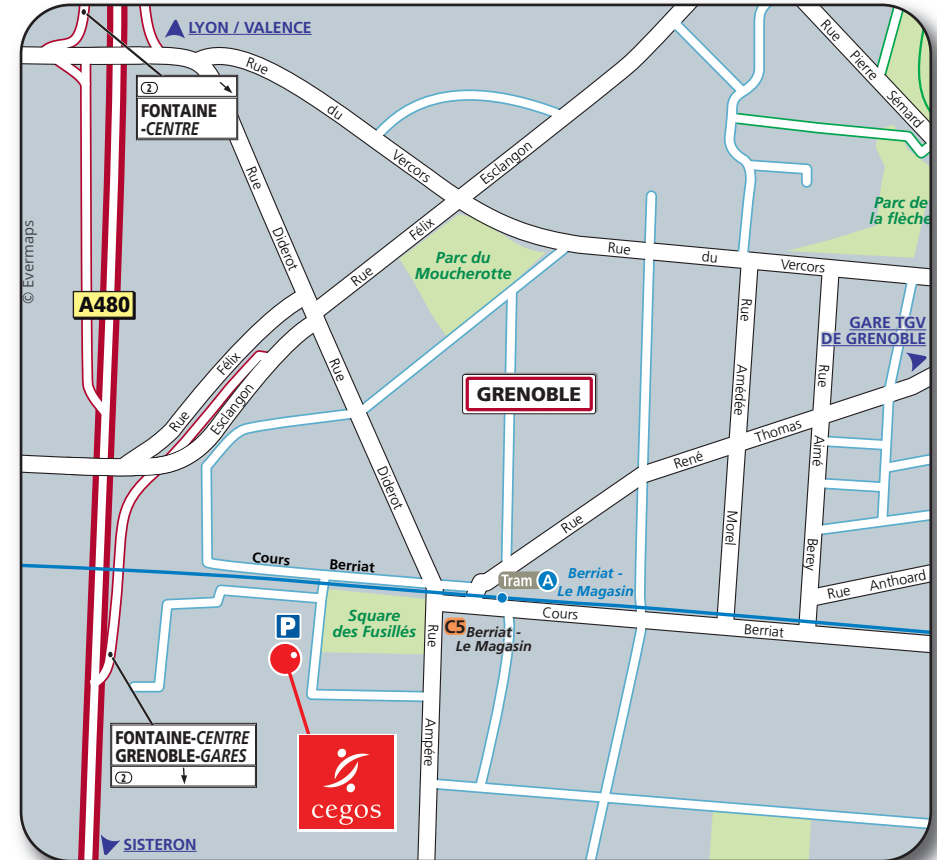 LYON / VALENCE
Rue Pierre Sémard
②
FONTAINE
-CENTRE
Rue du Vercors
Rue Félix Esclangon
Rue Diderot
Parc de
la flèche
Parc du
Moucherotte
Rue du Vercors
© Evermaps
A480
GARE TGV
DE GRENOBLE
Rue Félix Esclangon
GRENOBLE
Rue Diderot
Rue Amédée Morel
Rue Aimé Berey
Rue René Thomas
Cours Berriat
Tram A
Berriat -
Le Magasin
Rue Anthoard
P
Square
des Fusillés
C5 Berriat -
Le Magasin
Cours Berriat
Rue Ampère
FONTAINE-CENTRE
GRENOBLE-GARES
②
cegos
SISTERON